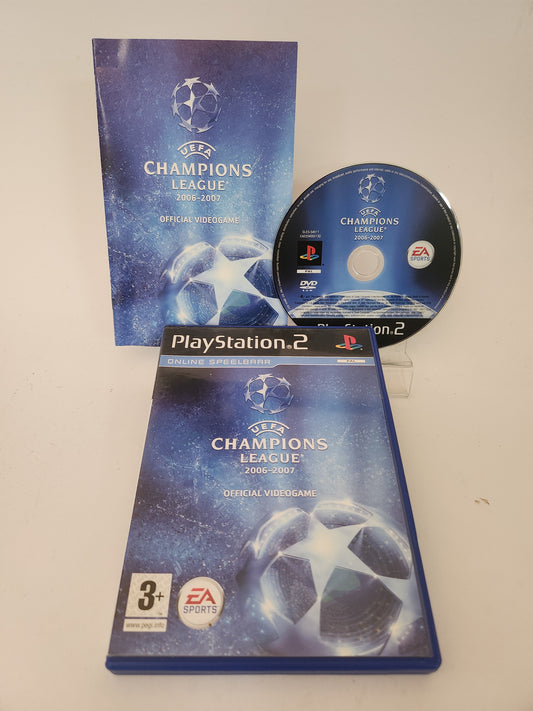 UEFA
CHAMPIONS
LEAGUE®
2006-2007
OFFICIAL VIDEOGAME
UEFA
CHAMPIONS
LEAGUE®
2006-2007
PAL
EA
SPORTS
DVD
ROM
PlayStation 2
PlayStation®2
ONLINE SPEELBAAR
PAL
UEFA
CHAMPIONS
LEAGUE®
2006-2007
OFFICIAL VIDEOGAME
3+
www.pegi.info
EA
SPORTS